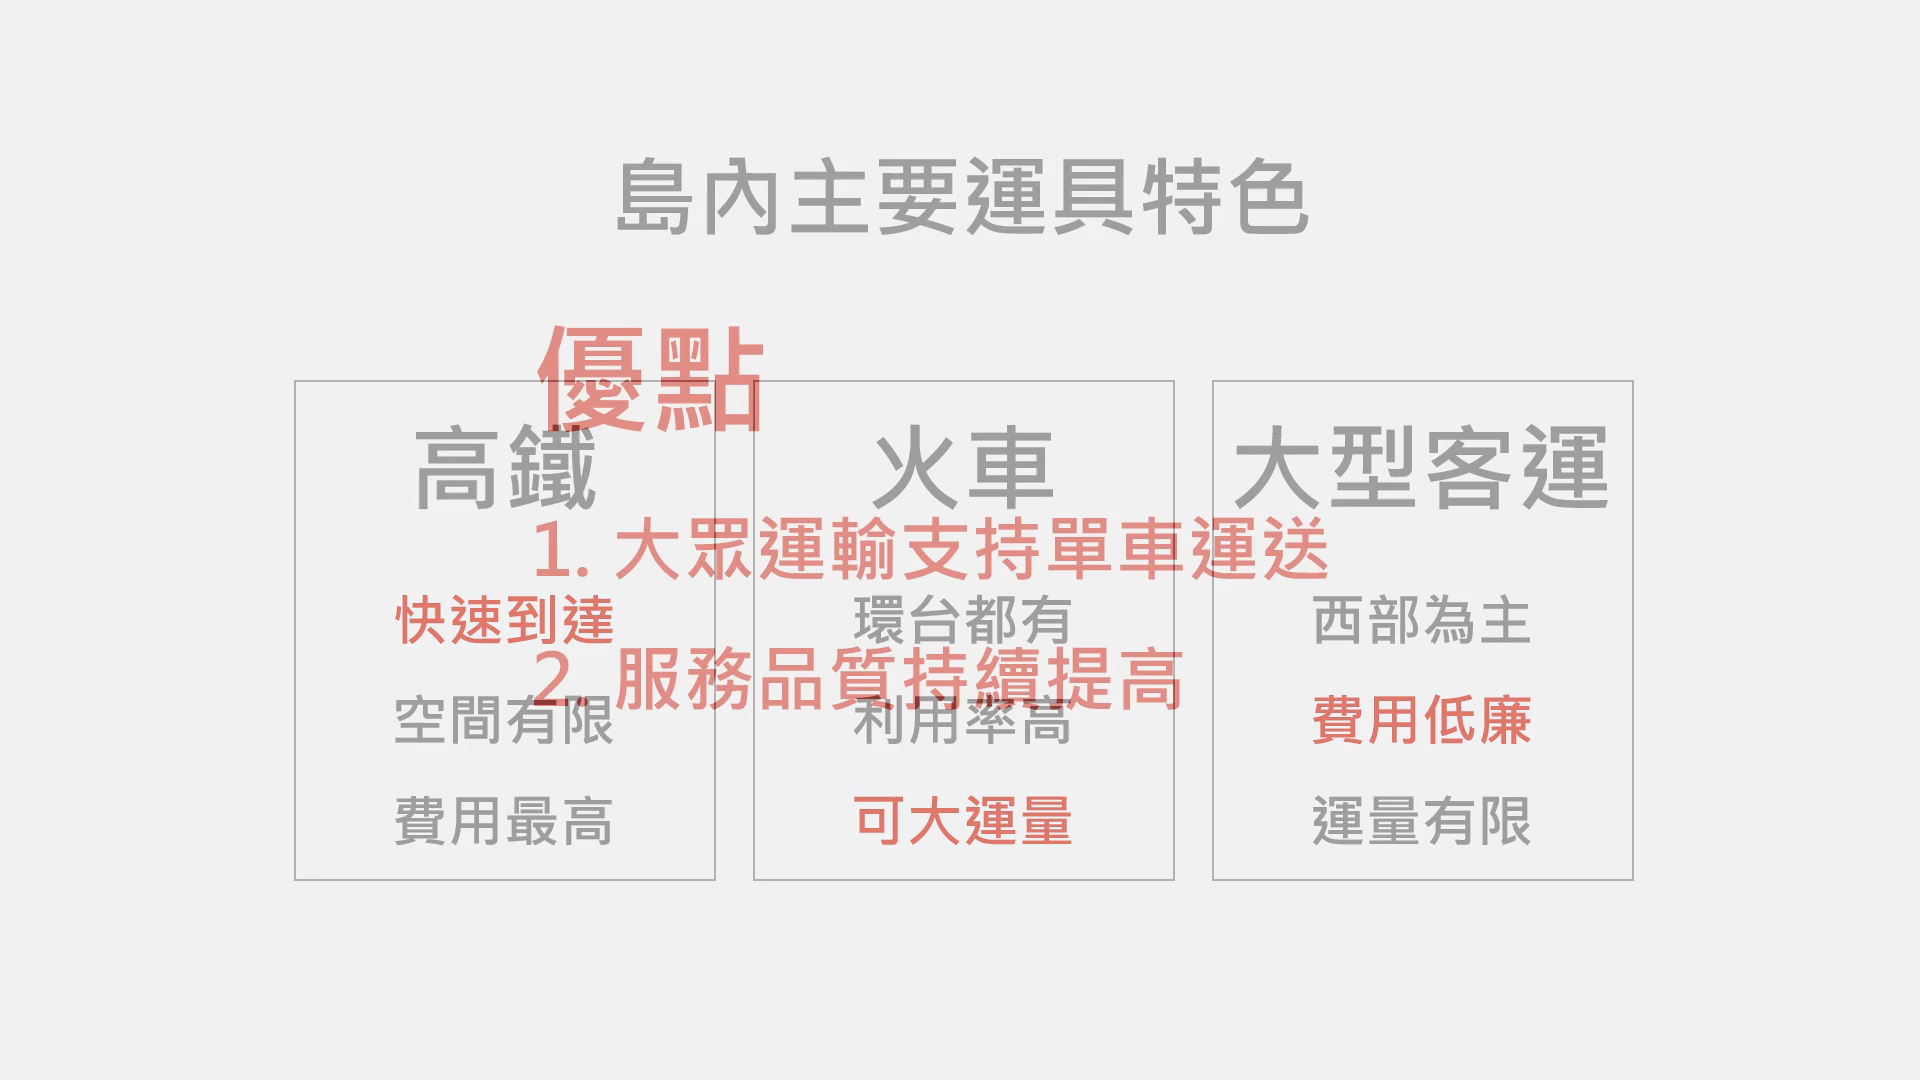 島內主要運具特色
優點
1. 大眾運輸支持單車運送
2. 服務品質持續提高
高鐵
快速到達
空間有限
費用最高
火車
環台都有
利用率高
可大運量
大型客運
西部為主
費用低廉
運量有限